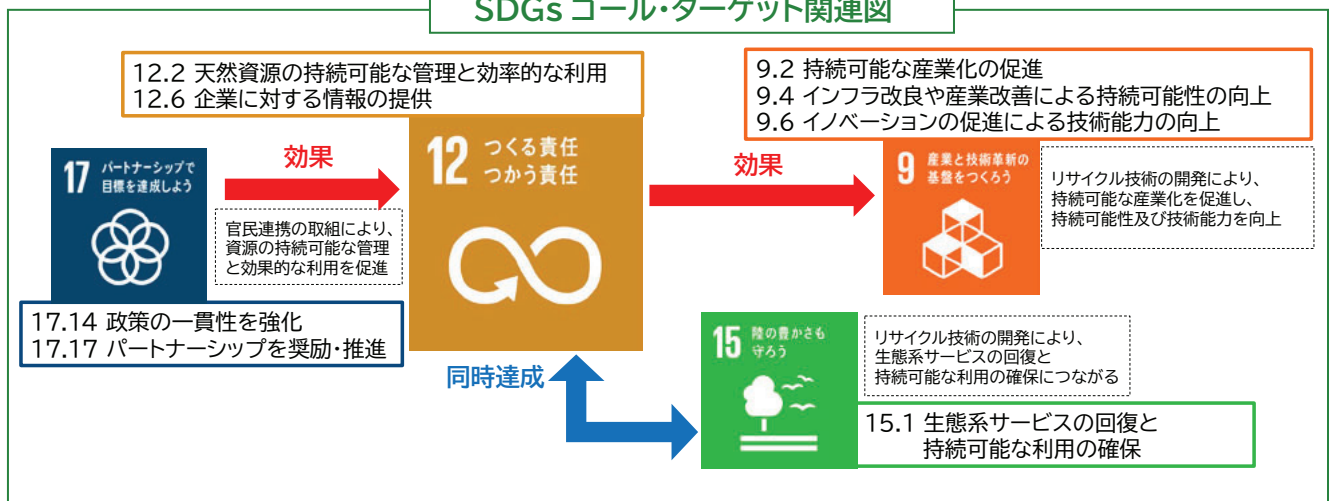 SDGs ゴール・ターゲット関連図
12.2 天然資源の持続可能な管理と効率的な利用
12.6 企業に対する情報の提供
9.2 持続可能な産業化の促進
9.4 インフラ改良や産業改善による持続可能性の向上
9.6 イノベーションの促進による技術能力の向上
17 パートナーシップで
目標を達成しよう
効果
官民連携の取組により、
資源の持続可能な管理
と効果的な利用を促進
12 つくる責任
つかう責任
効果
9 産業と技術革新の
基盤をつくろう
リサイクル技術の開発により、
持続可能な産業化を促進し、
持続可能性及び技術能力を向上
17.14 政策の一貫性を強化
17.17 パートナーシップを奨励・推進
同時達成
15 陸の豊かさも
守ろう
リサイクル技術の開発により、
生態系サービスの回復と
持続可能な利用の確保につながる
15.1 生態系サービスの回復と
持続可能な利用の確保